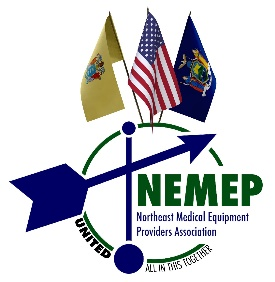 NEMEP
Northeast Medical Equipment
Providers Association
UNITED
ALL IN THIS TOGETHER